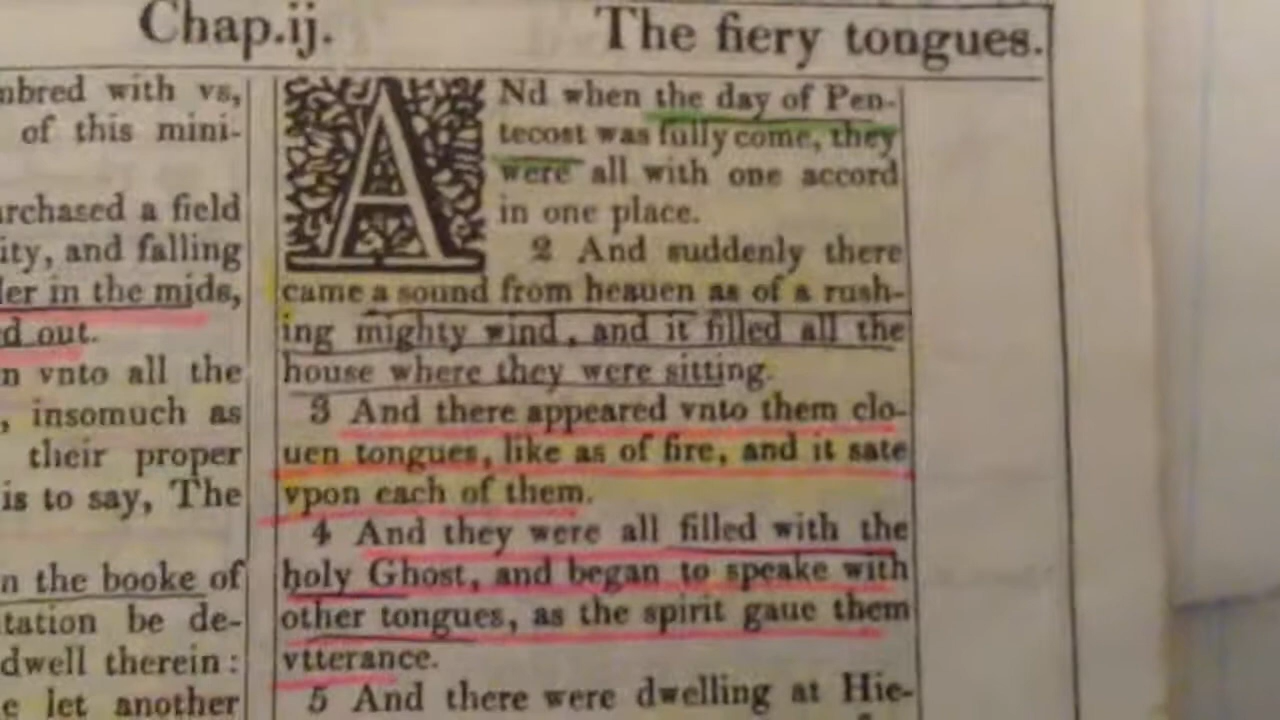 Chap.ij. The fiery tongues.
mbred with vs,
of this mini-
rchased a field
ity, and falling
er in the mids,
d out.
n vnto all the
, insomuch as
their proper
is to say, The
n the booke of
tation be de-
dwell therein:
e let another
ANd when the day of Pen-
tecost was fully come, they
were all with one accord
in one place.
2 And suddenly there
came a sound from heauen as of a rush-
ing mighty wind, and it filled all the
house where they were sitting.
3 And there appeared vnto them clo-
uen tongues, like as of fire, and it sate
vpon each of them.
4 And they were all filled with the
holy Ghost, and began to speake with
other tongues, as the spirit gaue them
vtterance.
5 And there were dwelling at Hie-